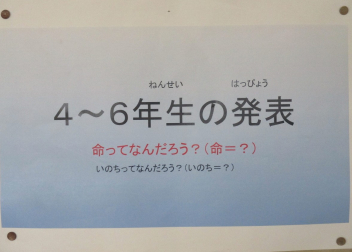 ねんせい はっぴょう
４～６年生の発表
命ってなんだろう？（命＝？）
いのちってなんだろう？（いのち＝？）